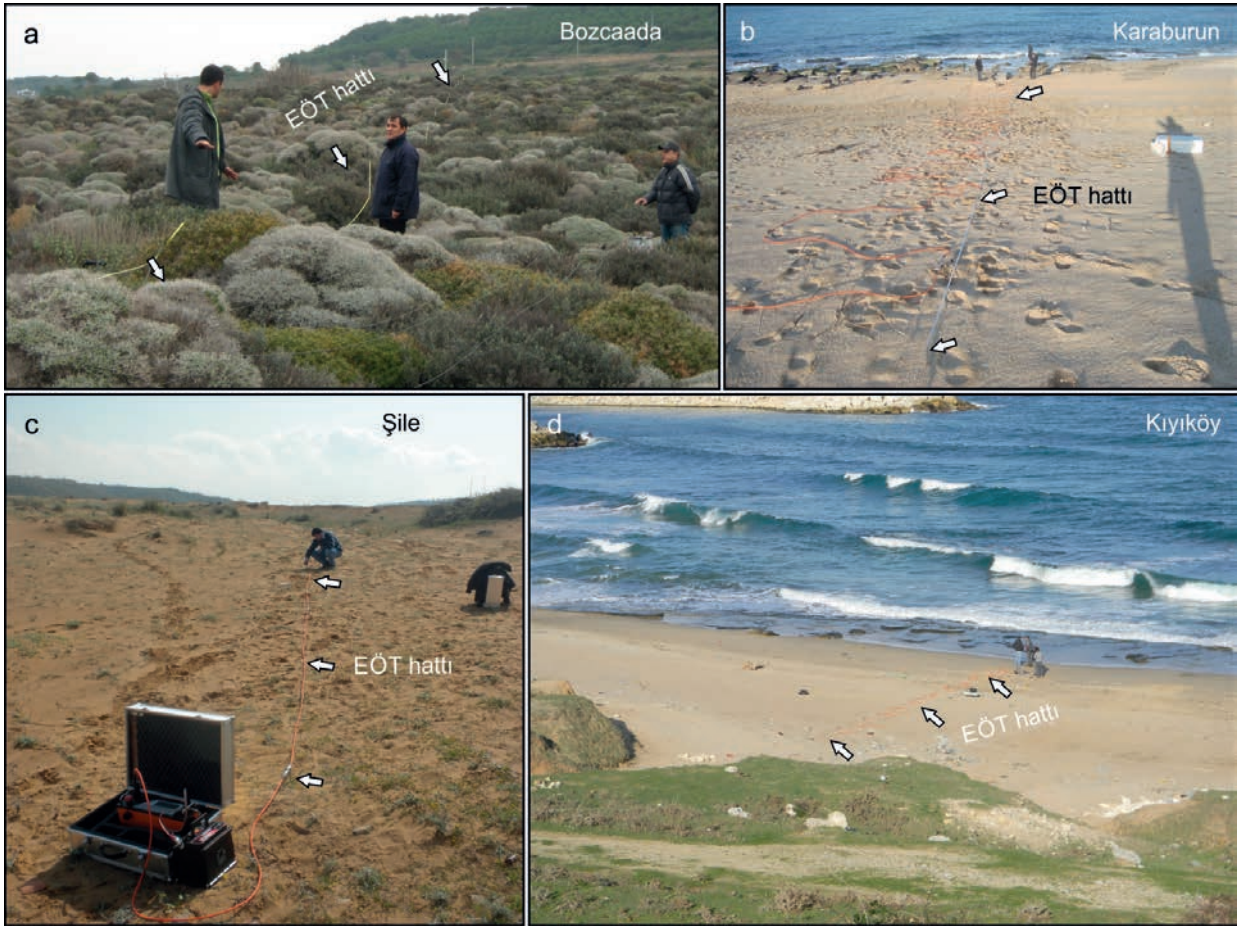 a
Bozcaada
EÖT hattı
b
Karaburun
EÖT hattı
c
Şile
EÖT hattı
d
Kıyıköy
EÖT hattı